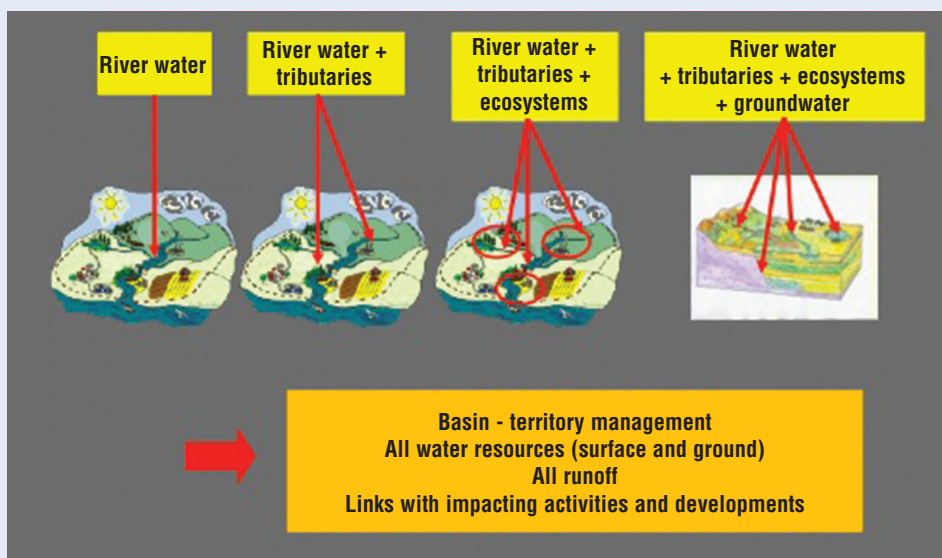 River water
River water +
tributaries
River water +
tributaries +
ecosystems
River water
+ tributaries + ecosystems
+ groundwater
Basin - territory management
All water resources (surface and ground)
All runoff
Links with impacting activities and developments